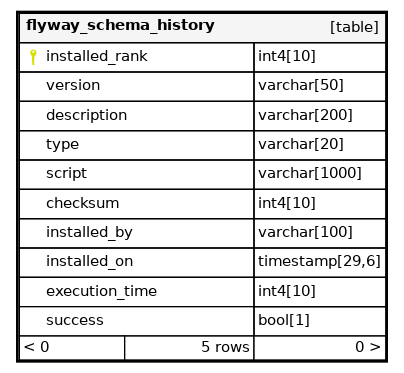 flyway_schema_history [table]
installed_rank int4[10]
version varchar[50]
description varchar[200]
type varchar[20]
script varchar[1000]
checksum int4[10]
installed_by varchar[100]
installed_on timestamp[29,6]
execution_time int4[10]
success bool[1]
< 0 5 rows 0 >